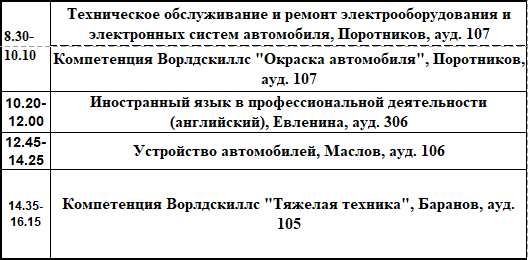 8.30-
10.10
Техническое обслуживание и ремонт электрооборудования и
электронных систем автомобиля, Поротников, ауд. 107
Компетенция Ворлдскиллс "Окраска автомобиля", Поротников,
ауд. 107
10.20-
12.00
Иностранный язык в профессиональной деятельности
(английский), Евленина, ауд. 306
12.45-
14.25
Устройство автомобилей, Маслов, ауд. 106
14.35-
16.15
Компетенция Ворлдскиллс "Тяжелая техника", Баранов, ауд.
105